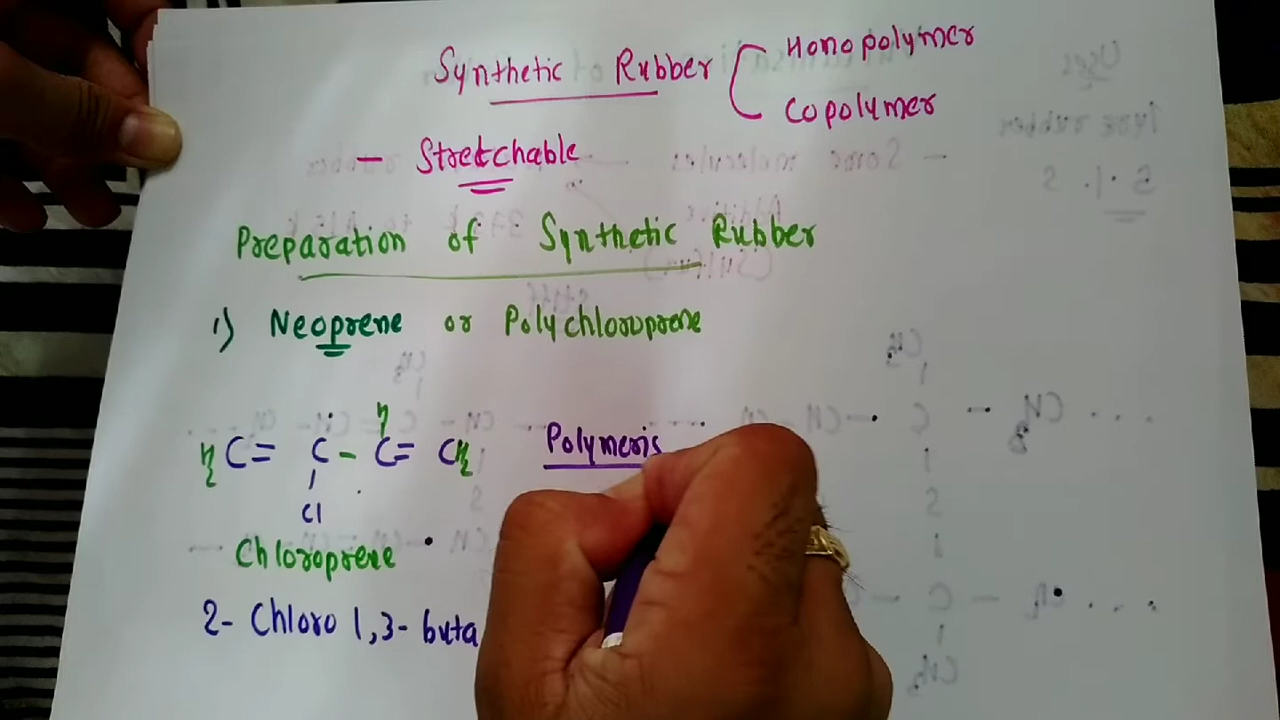 Synthetic Rubber Homopolymer
Copolymer
- Stretchable
Preparation of Synthetic Rubber
1) Neoprene or Polychloroprene
H
H2C = C - C = CH2 Polymeris
Cl
Chloroprene
2- Chloro 1,3- buta